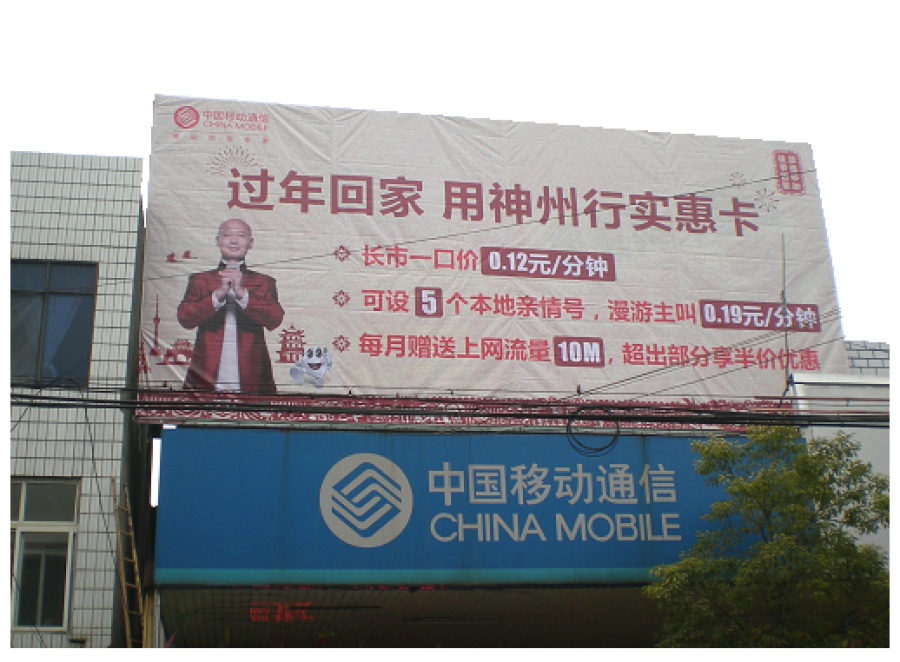 中国移动通信
CHINA MOBILE
过年回家 用神州行实惠卡
长市一口价 0.12元/分钟
可设 5 个本地亲情号，漫游主叫 0.19元/分钟
每月赠送上网流量 10M，超出部分享半价优惠
中国移动通信
CHINA MOBILE